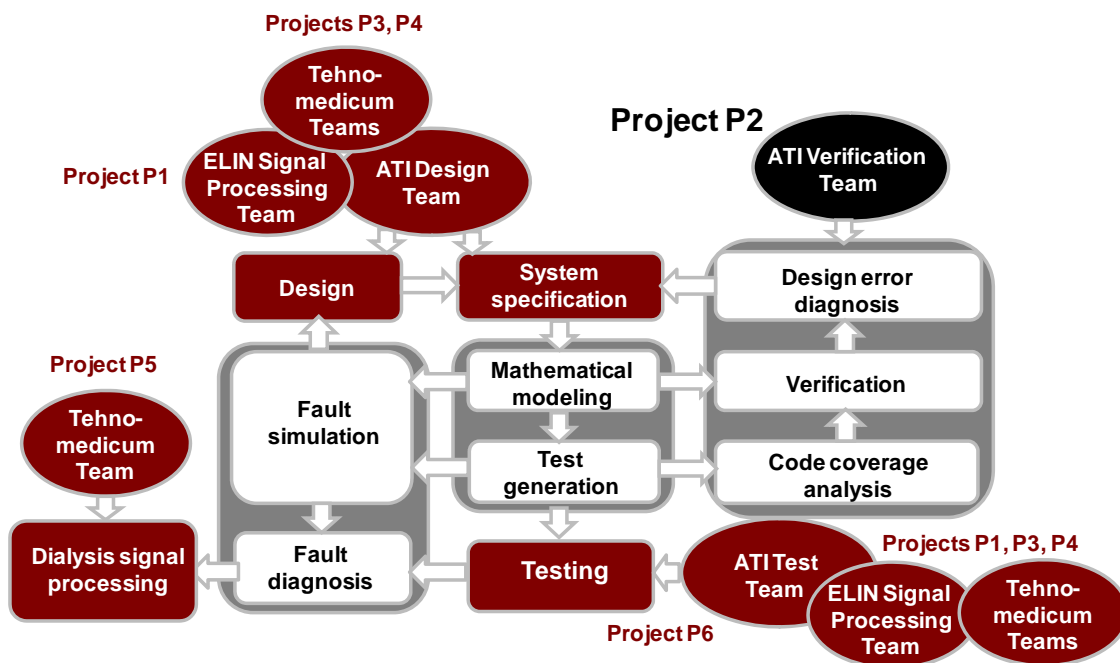 Projects P3, P4
Tehno-
medicum
Teams
Project P2
Project P1
ELIN Signal
Processing
Team
ATI Design
Team
ATI Verification
Team
Design
System
specification
Design error
diagnosis
Project P5
Tehno-
medicum
Team
Fault
simulation
Mathematical
modeling
Verification
Test
generation
Code coverage
analysis
Dialysis signal
processing
Fault
diagnosis
Testing
ATI Test
Team
Projects P1, P3, P4
ELIN Signal
Processing
Team
Tehno-
medicum
Teams
Project P6